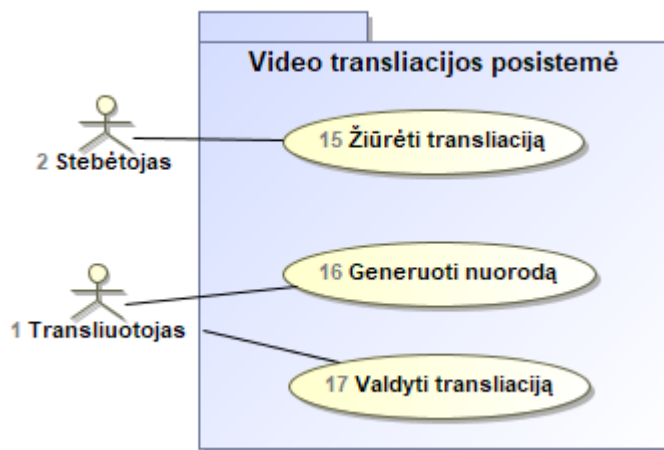 Video transliacijos posistemė
15 Žiūrėti transliaciją
2 Stebėtojas
16 Generuoti nuorodą
1 Transliuotojas
17 Valdyti transliaciją